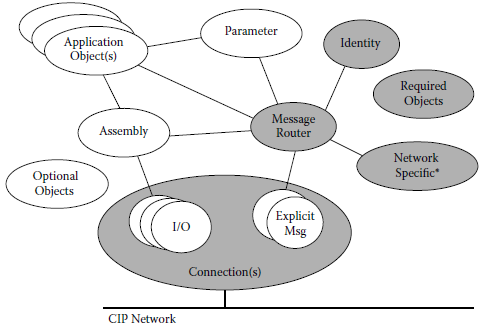 Application
Object(s)
Parameter
Identity
Required
Objects
Assembly
Message
Router
Network
Specific*
Optional
Objects
I/O
Explicit
Msg
Connection(s)
CIP Network